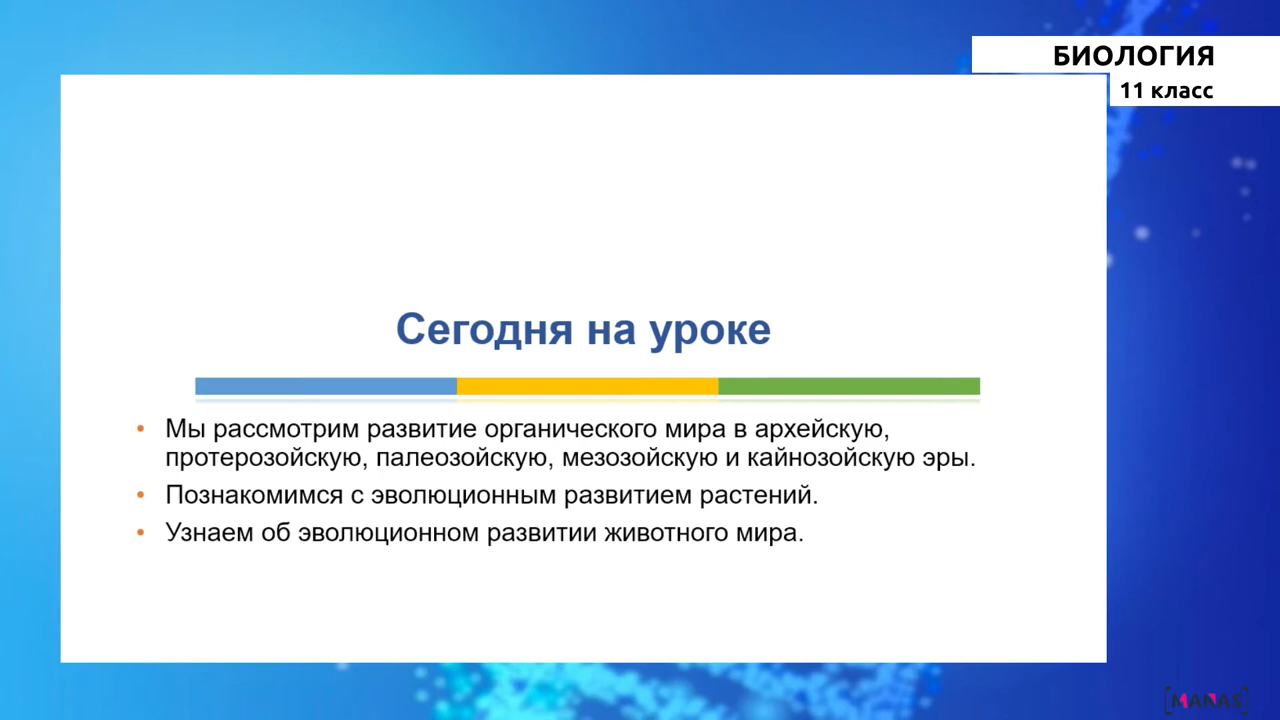 БИОЛОГИЯ
11 класс
Сегодня на уроке
• Мы рассмотрим развитие органического мира в архейскую,
протерозойскую, палеозойскую, мезозойскую и кайнозойскую эры.
• Познакомимся с эволюционным развитием растений.
• Узнаем об эволюционном развитии животного мира.
[MANAS]